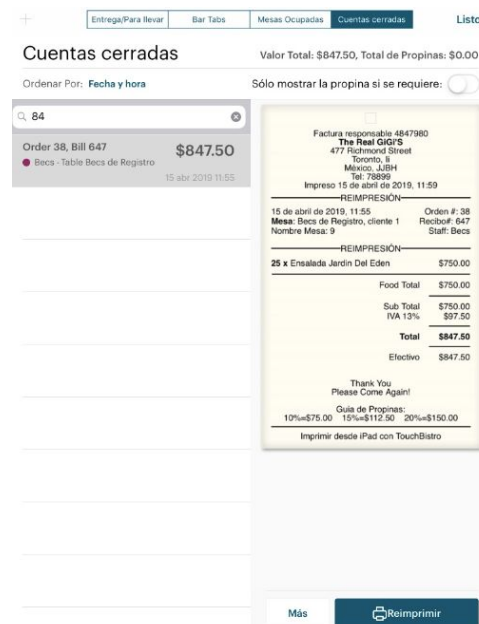 Entrega/Para llevar Bar Tabs Mesas Ocupadas Cuentas cerradas Listo
Cuentas cerradas
Valor Total: $847.50, Total de Propinas: $0.00
Ordenar Por: Fecha y hora
Sólo mostrar la propina si se requiere:
84
Order 38, Bill 647 $847.50
Becs - Table Becs de Registro
15 abr 2019 11:55
Factura responsable 4847980
The Real GiGi'S
477 Richmond Street
Toronto, li
México, JJBH
Tel: 78899
Impreso 15 de abril de 2019, 11:59
REIMPRESIÓN
15 de abril de 2019, 11:55 Orden #: 38
Mesa: Becs de Registro, cliente 1 Recibo#: 647
Nombre Mesa: 9 Staff: Becs
REIMPRESIÓN
25 x Ensalada Jardin Del Eden $750.00
Food Total $750.00
Sub Total $750.00
IVA 13% $97.50
Total $847.50
Efectivo $847.50
Thank You
Please Come Again!
Guia de Propinas:
10%=$75.00 15%=$112.50 20%=$150.00
Imprimir desde iPad con TouchBistro
Más Reimprimir